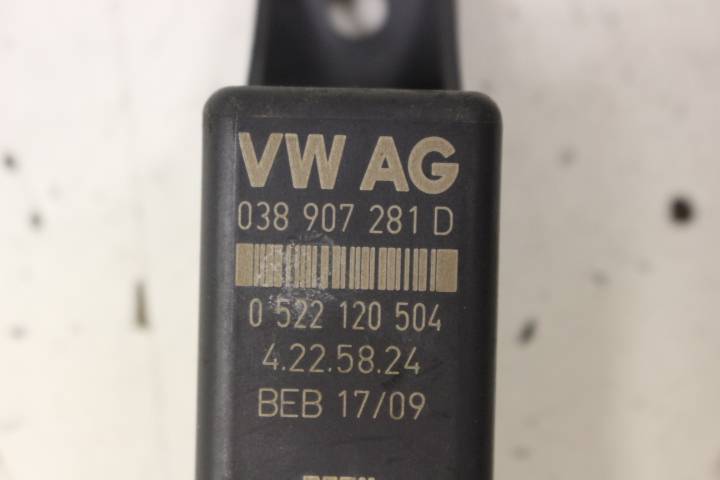 VW AG
038 907 281 D
0 522 120 504
4.22.58.24
BEB 17/09